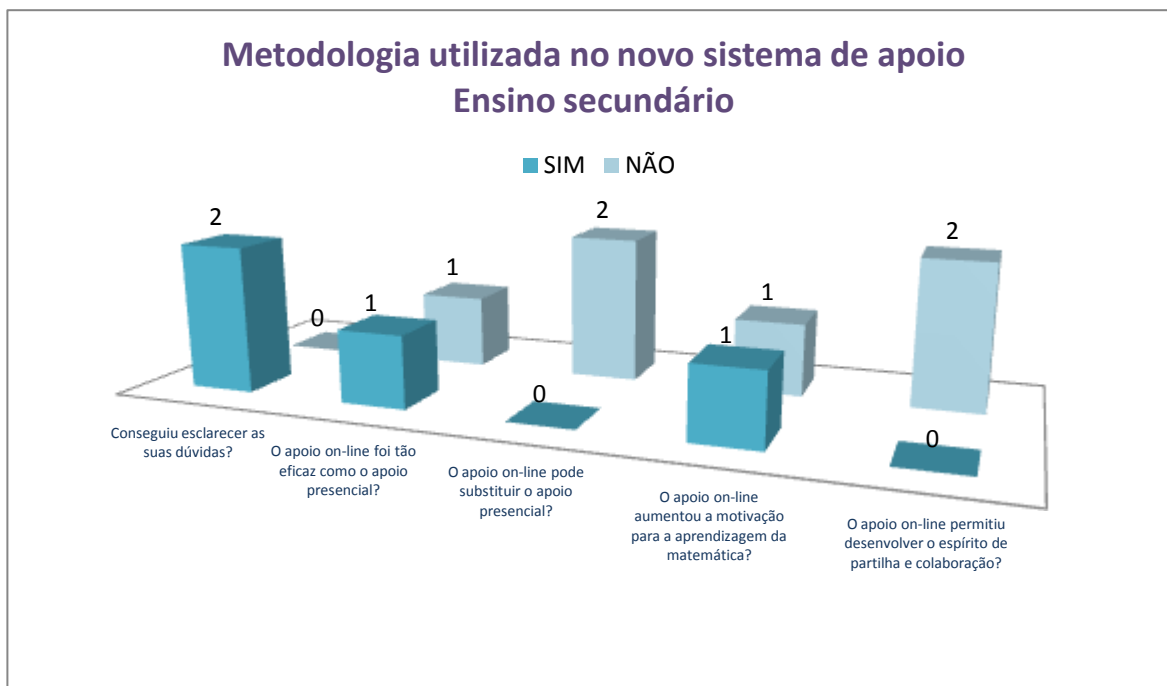 Metodologia utilizada no novo sistema de apoio
Ensino secundário
SIM NÃO
2
0
1
1
0
2
1
1
0
2
Conseguiu esclarecer as
suas dúvidas?
O apoio on-line foi tão
eficaz como o apoio
presencial?
O apoio on-line pode
substituir o apoio
presencial?
O apoio on-line
aumentou a motivação
para a aprendizagem da
matemática?
O apoio on-line permitiu
desenvolver o espírito de
partilha e colaboração?